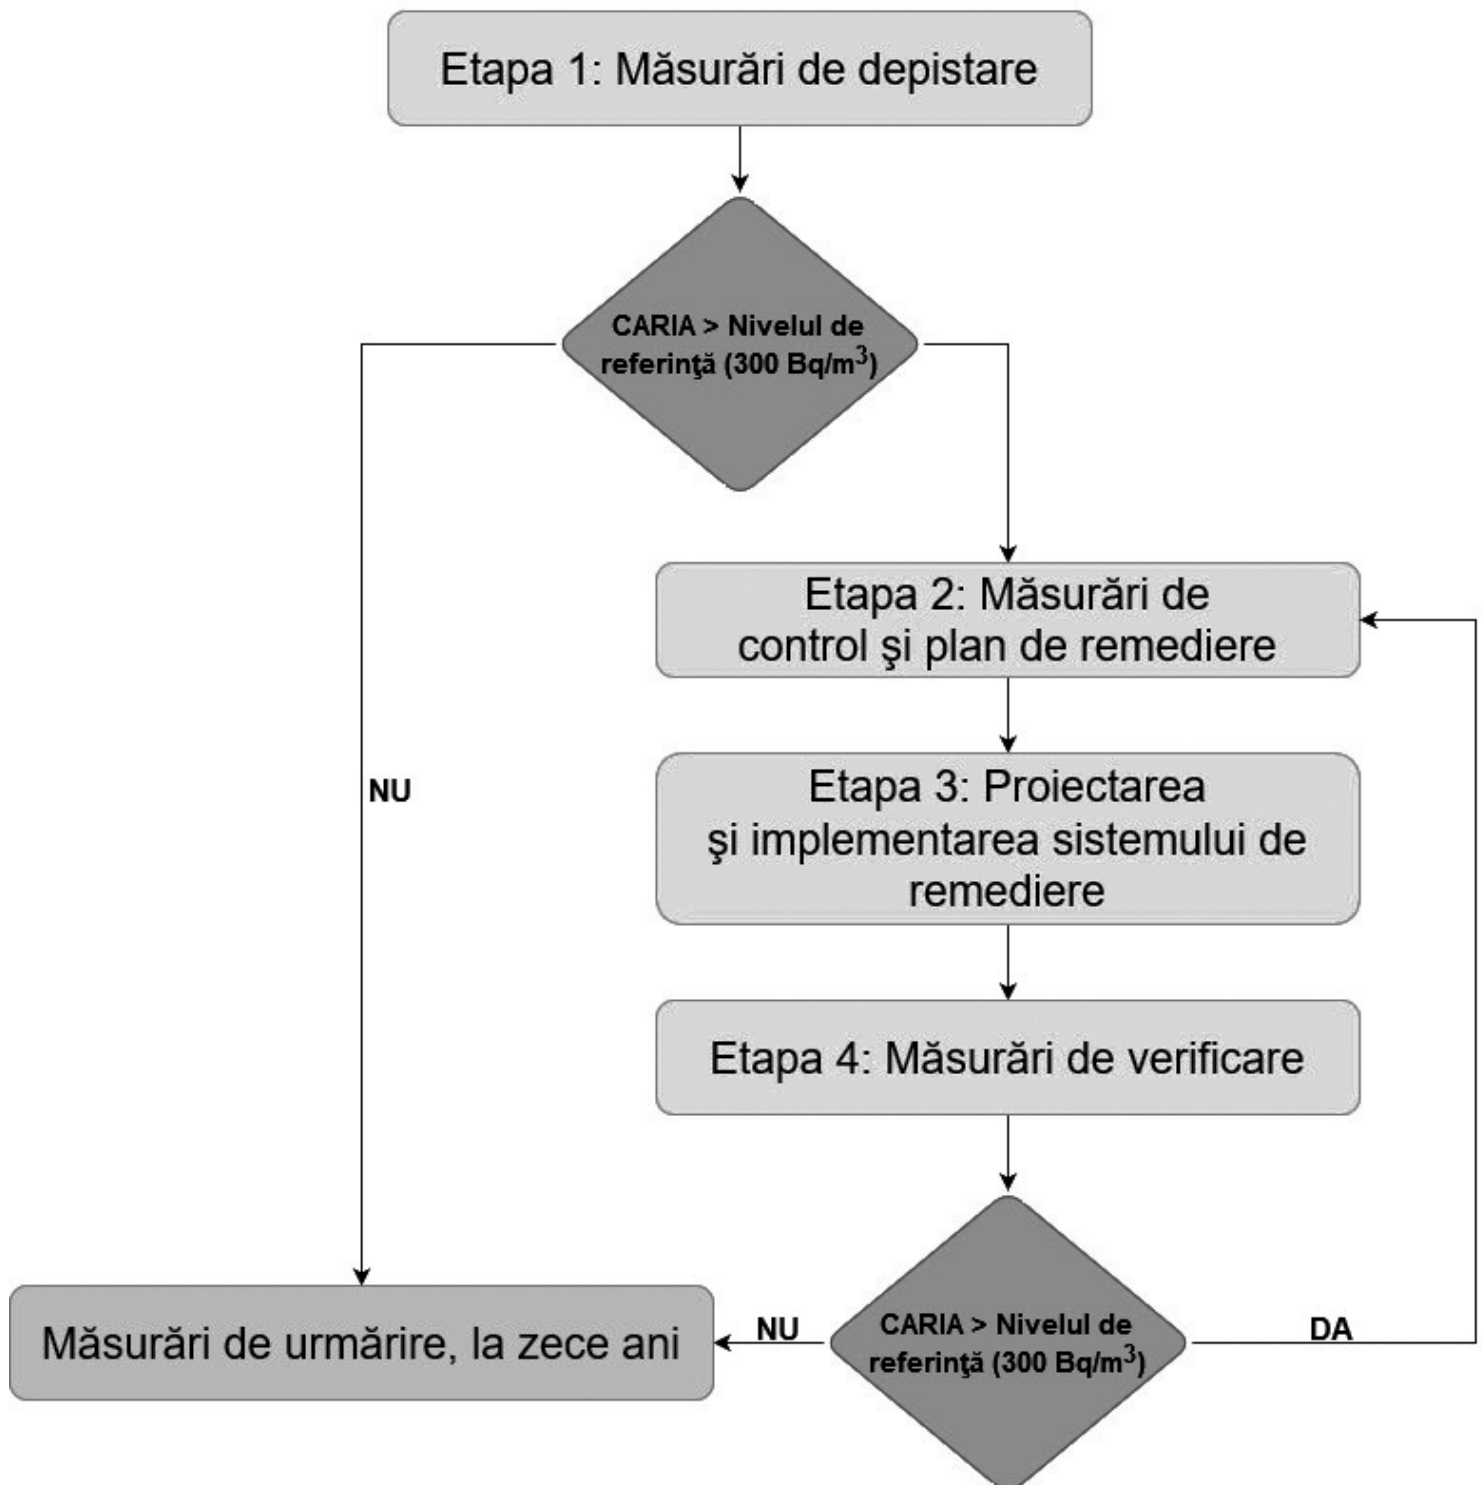 Etapa 1: Măsurări de depistare
CARIA > Nivelul de
referinţă (300 Bq/m³)
Etapa 2: Măsurări de
control şi plan de remediere
NU
Etapa 3: Proiectarea
şi implementarea sistemului de
remediere
Etapa 4: Măsurări de verificare
Măsurări de urmărire, la zece ani
NU
CARIA > Nivelul de
referinţă (300 Bq/m³)
DA